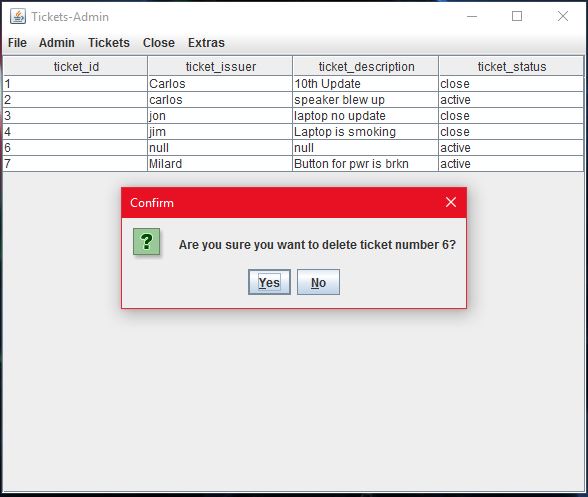 Tickets-Admin
File Admin Tickets Close Extras
ticket_id ticket_issuer ticket_description ticket_status
1 Carlos 10th Update close
2 carlos speaker blew up active
3 jon laptop no update close
4 jim Laptop is smoking close
6 null null active
7 Milard Button for pwr is brkn active
Confirm
? Are you sure you want to delete ticket number 6?
Yes No